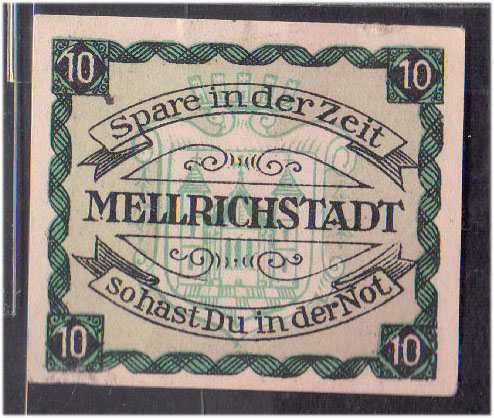 10 10
Spare in der Zeit
MELLRICHSTADT
so hast Du in der Not
10 10